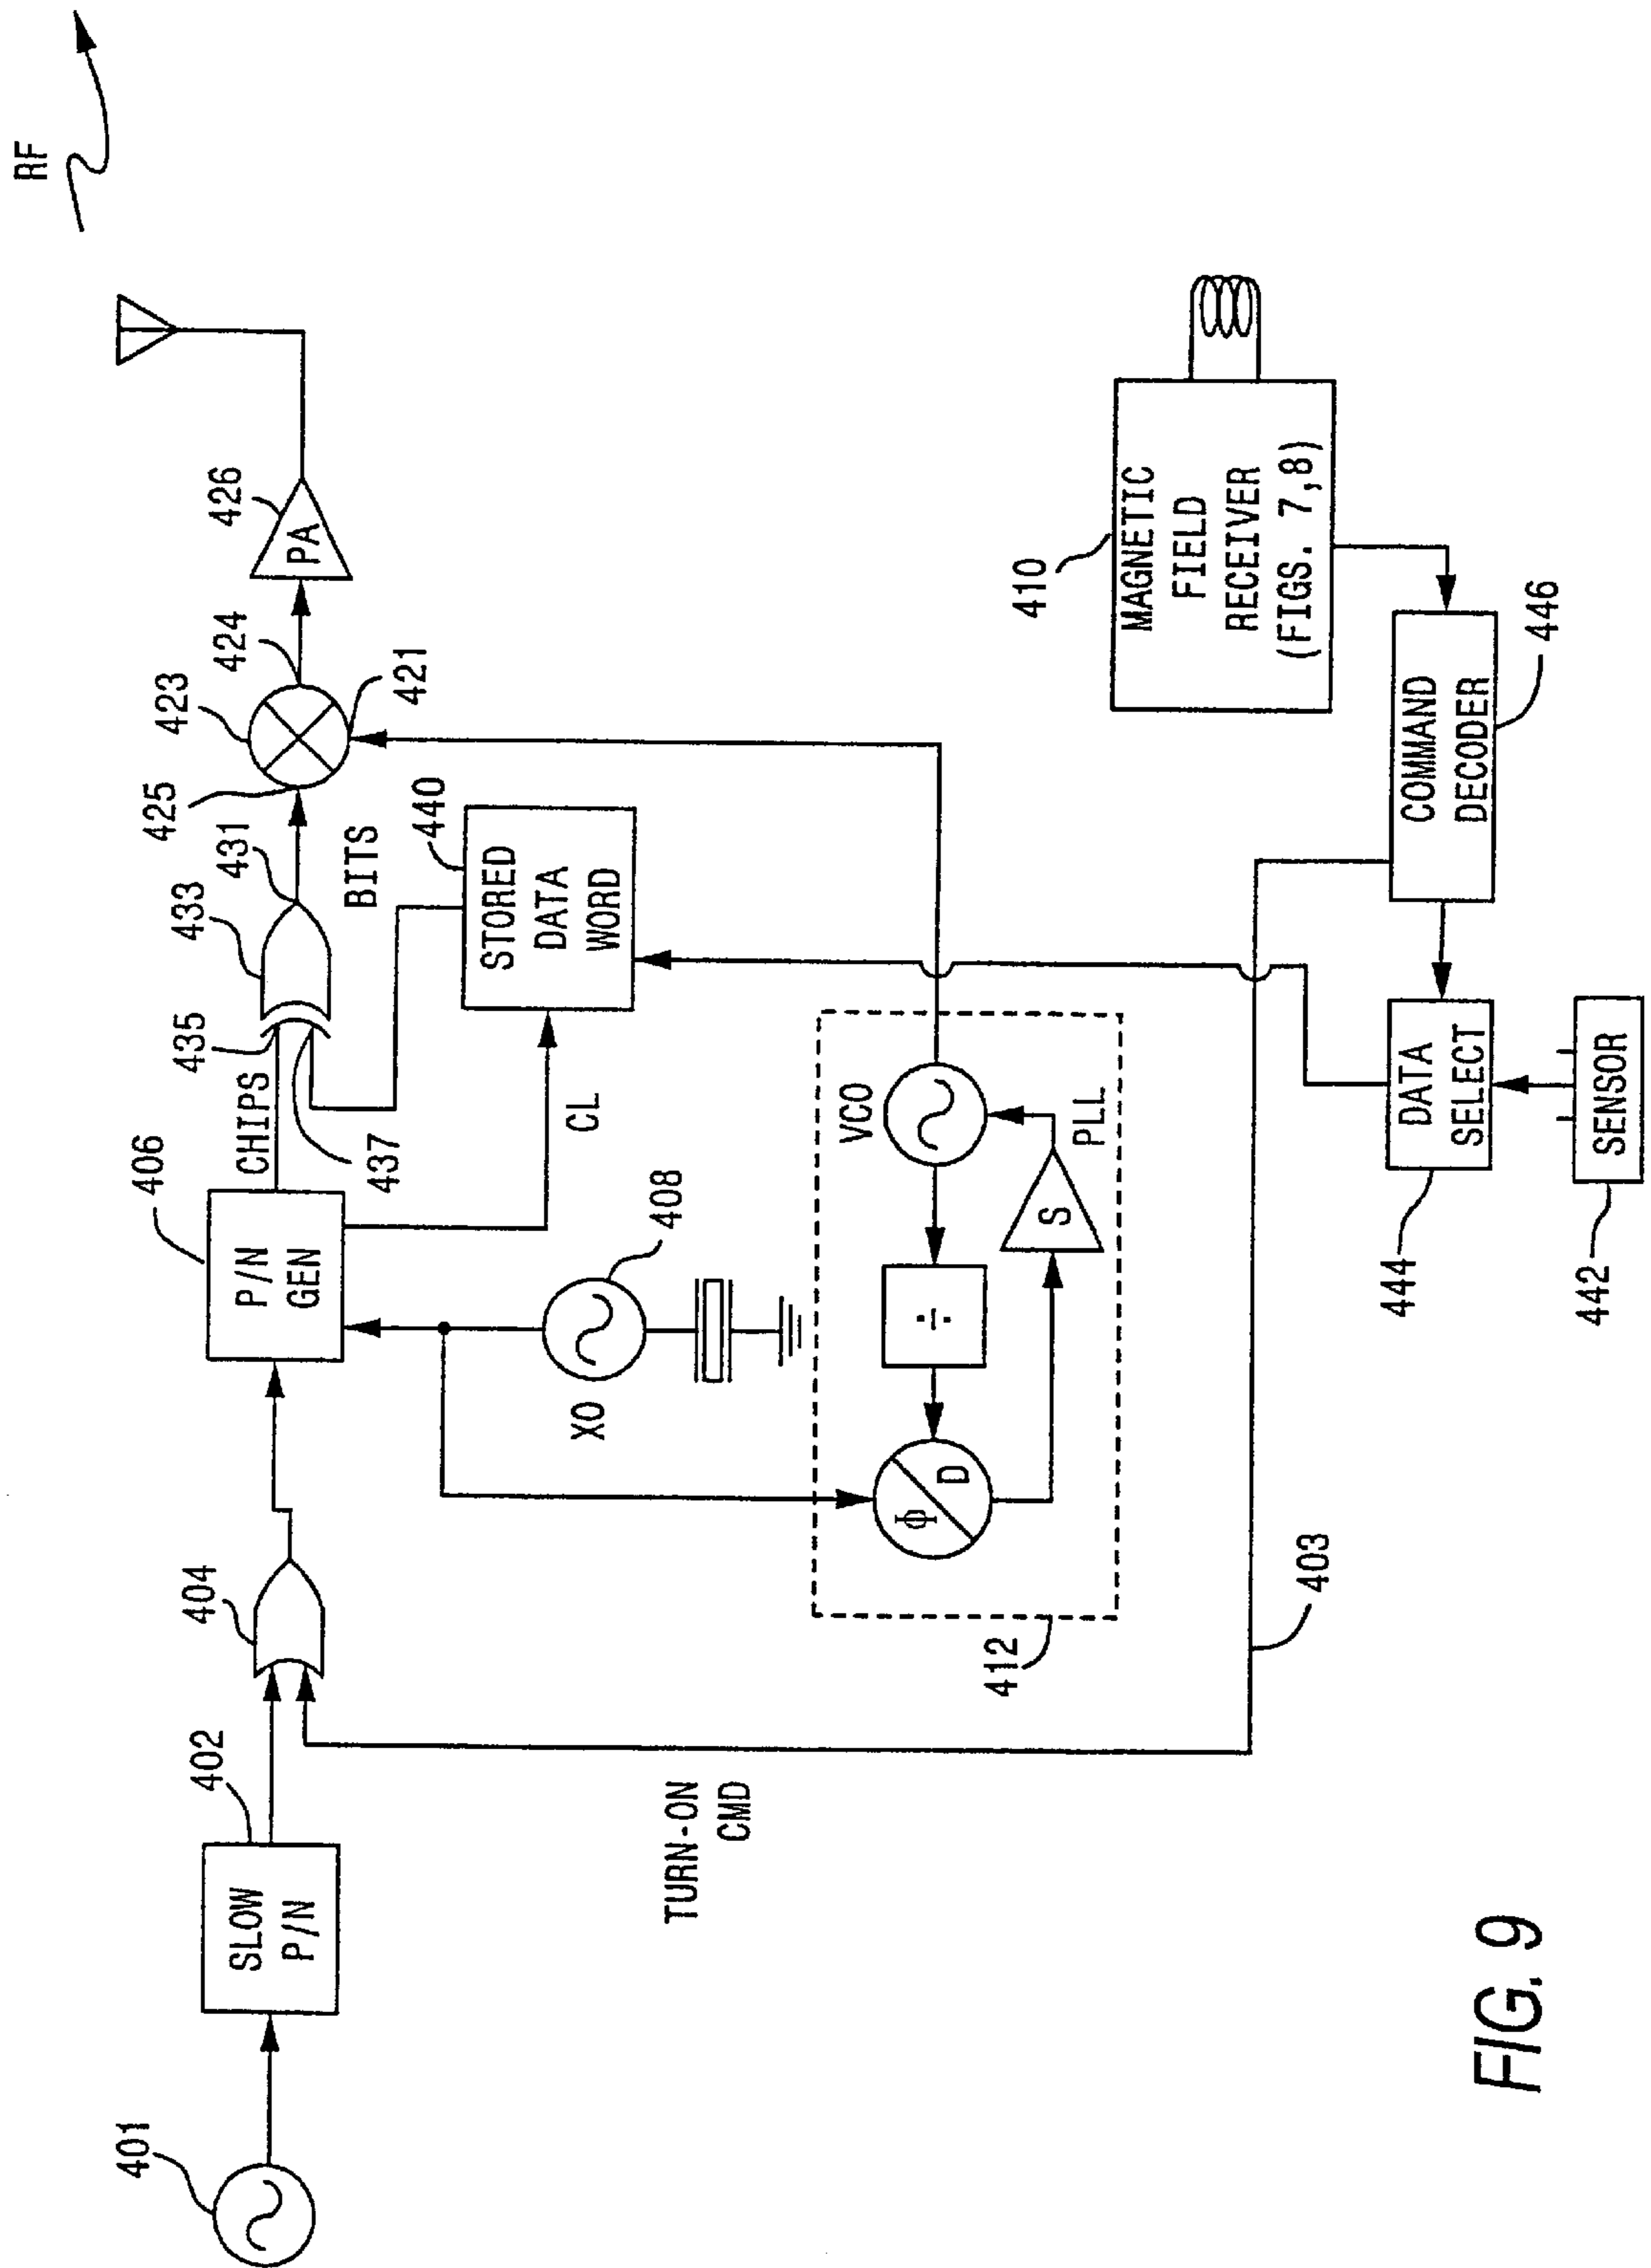 RF
401
SLOW
P/N
402
404
TURN-ON
CMD
403
406
P/N
GEN
CHIPS
435
437
433
431
BITS
425
423
424
421
426
PA
CL
440
STORED
DATA
WORD
XO
408
412
Φ
D
÷
S
VCO
PLL
410
MAGNETIC
FIELD
RECEIVER
(FIGS. 7,8)
COMMAND
DECODER
446
DATA
SELECT
444
SENSOR
442
FIG. 9